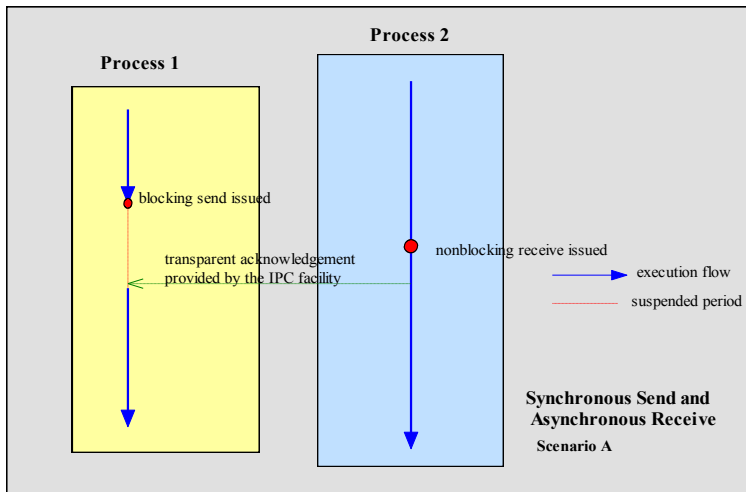 Process 2
Process 1
blocking send issued
nonblocking receive issued
transparent acknowledgement
provided by the IPC facility
execution flow
suspended period
Synchronous Send and
Asynchronous Receive
Scenario A